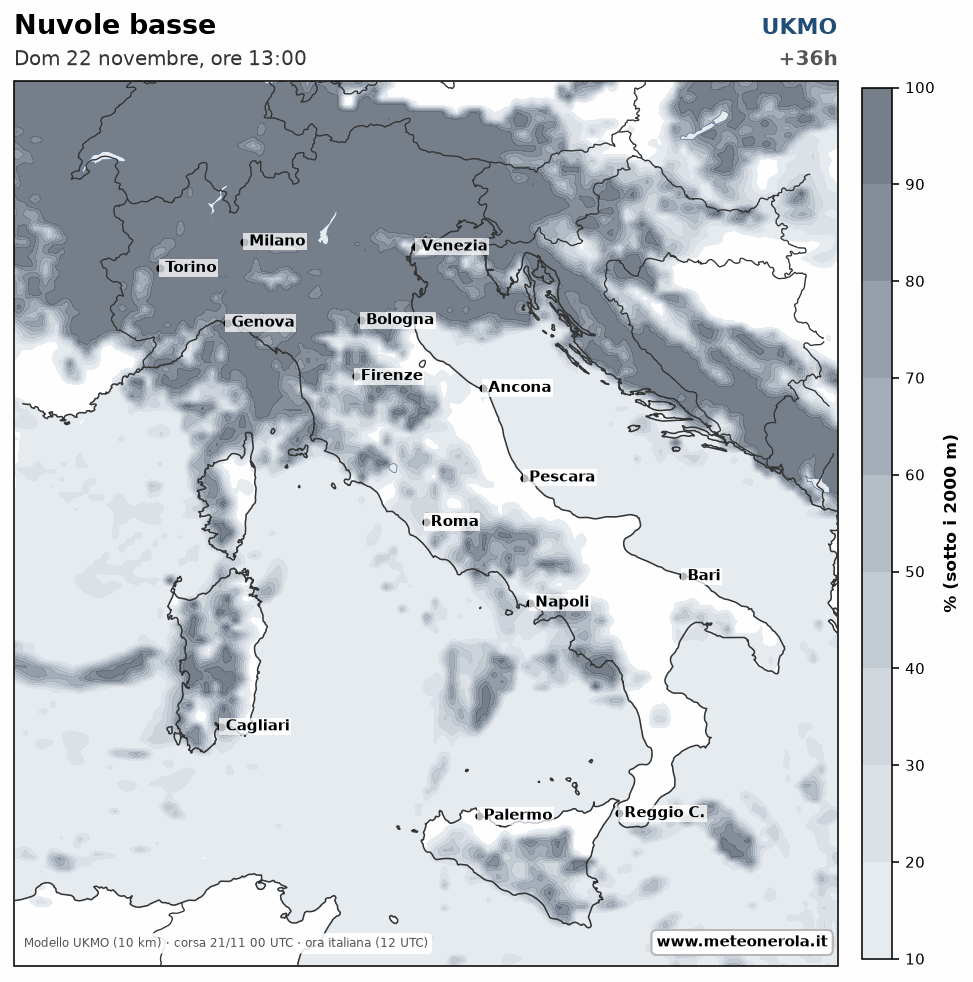 Nuvole basse
UKMO
Dom 22 novembre, ore 13:00
+36h
100
90
80
70
60
50
40
30
20
10
% (sotto i 2000 m)
Milano
Venezia
Torino
Genova
Bologna
Firenze
Ancona
Pescara
Roma
Bari
Napoli
Cagliari
Palermo
Reggio C.
Modello UKMO (10 km) · corsa 21/11 00 UTC · ora italiana (12 UTC)
www.meteonerola.it